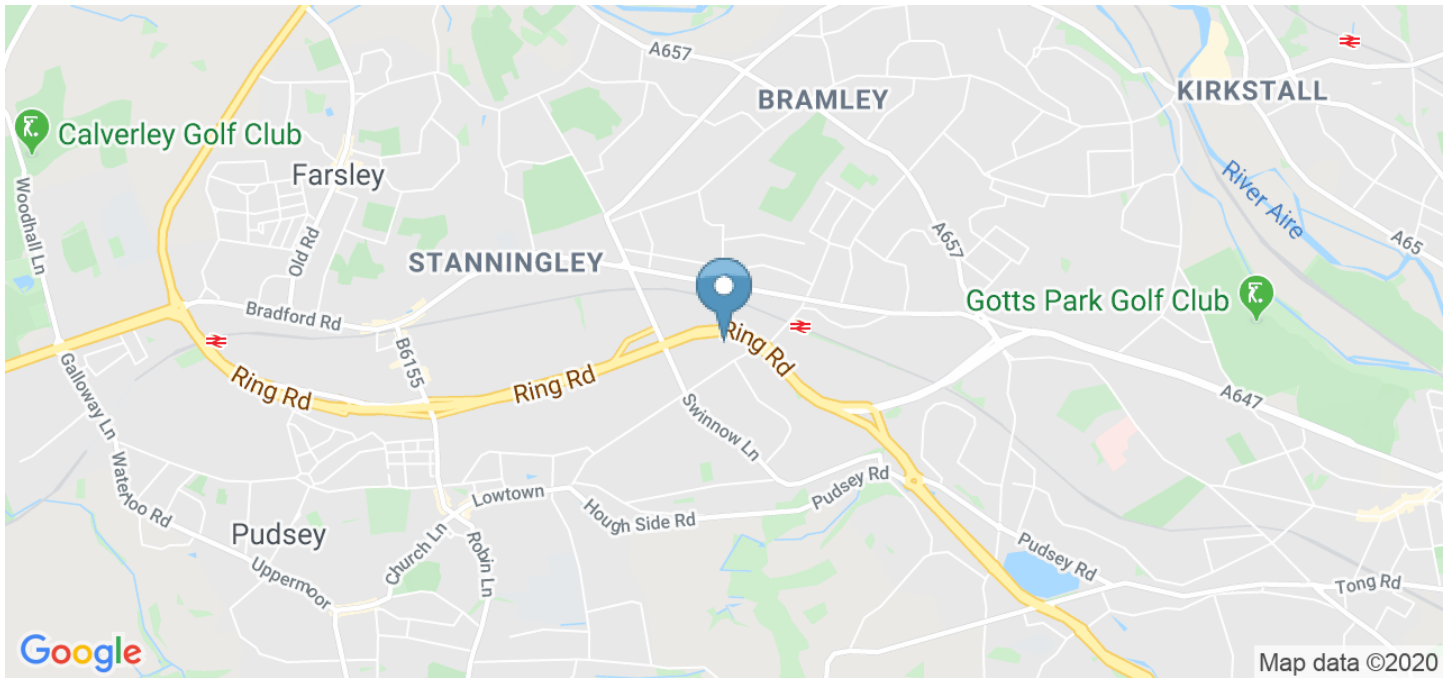 A657
BRAMLEY
KIRKSTALL
Calverley Golf Club
Farsley
Woodhall Ln
River Aire
Old Rd
A657
A65
STANNINGLEY
Gotts Park Golf Club
Bradford Rd
Ring Rd
B6155
Ring Rd
Ring Rd
Galloway Ln
A647
Swinnow Ln
Waterloo Rd
Lowtown
Pudsey Rd
Hough Side Rd
Pudsey
Church Ln
Robin Ln
Uppermoor
Pudsey Rd
Tong Rd
Google
Map data ©2020